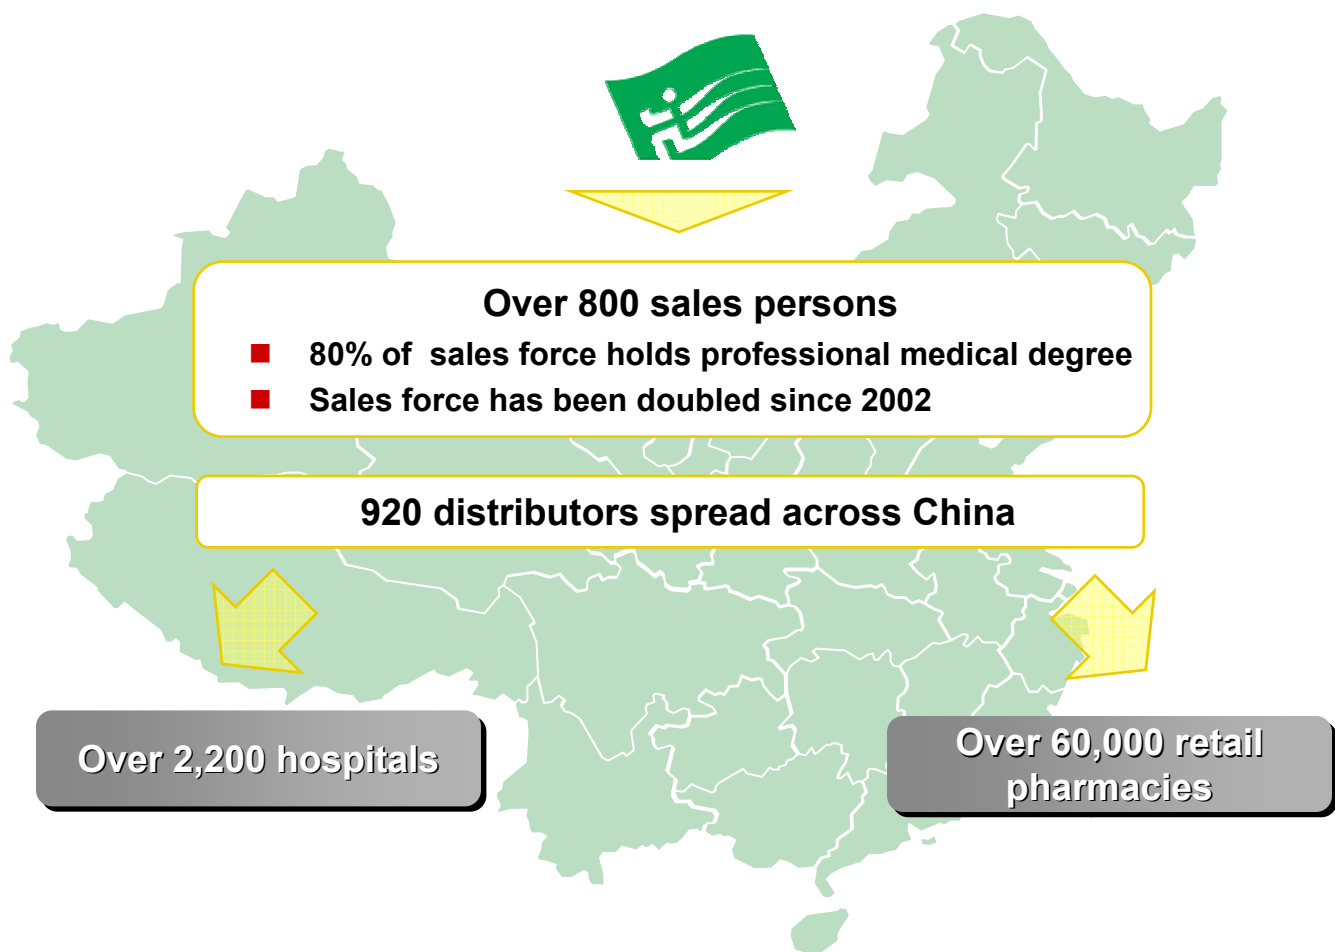 Over 800 sales persons
80% of sales force holds professional medical degree
Sales force has been doubled since 2002
920 distributors spread across China
Over 2,200 hospitals
Over 60,000 retail
pharmacies